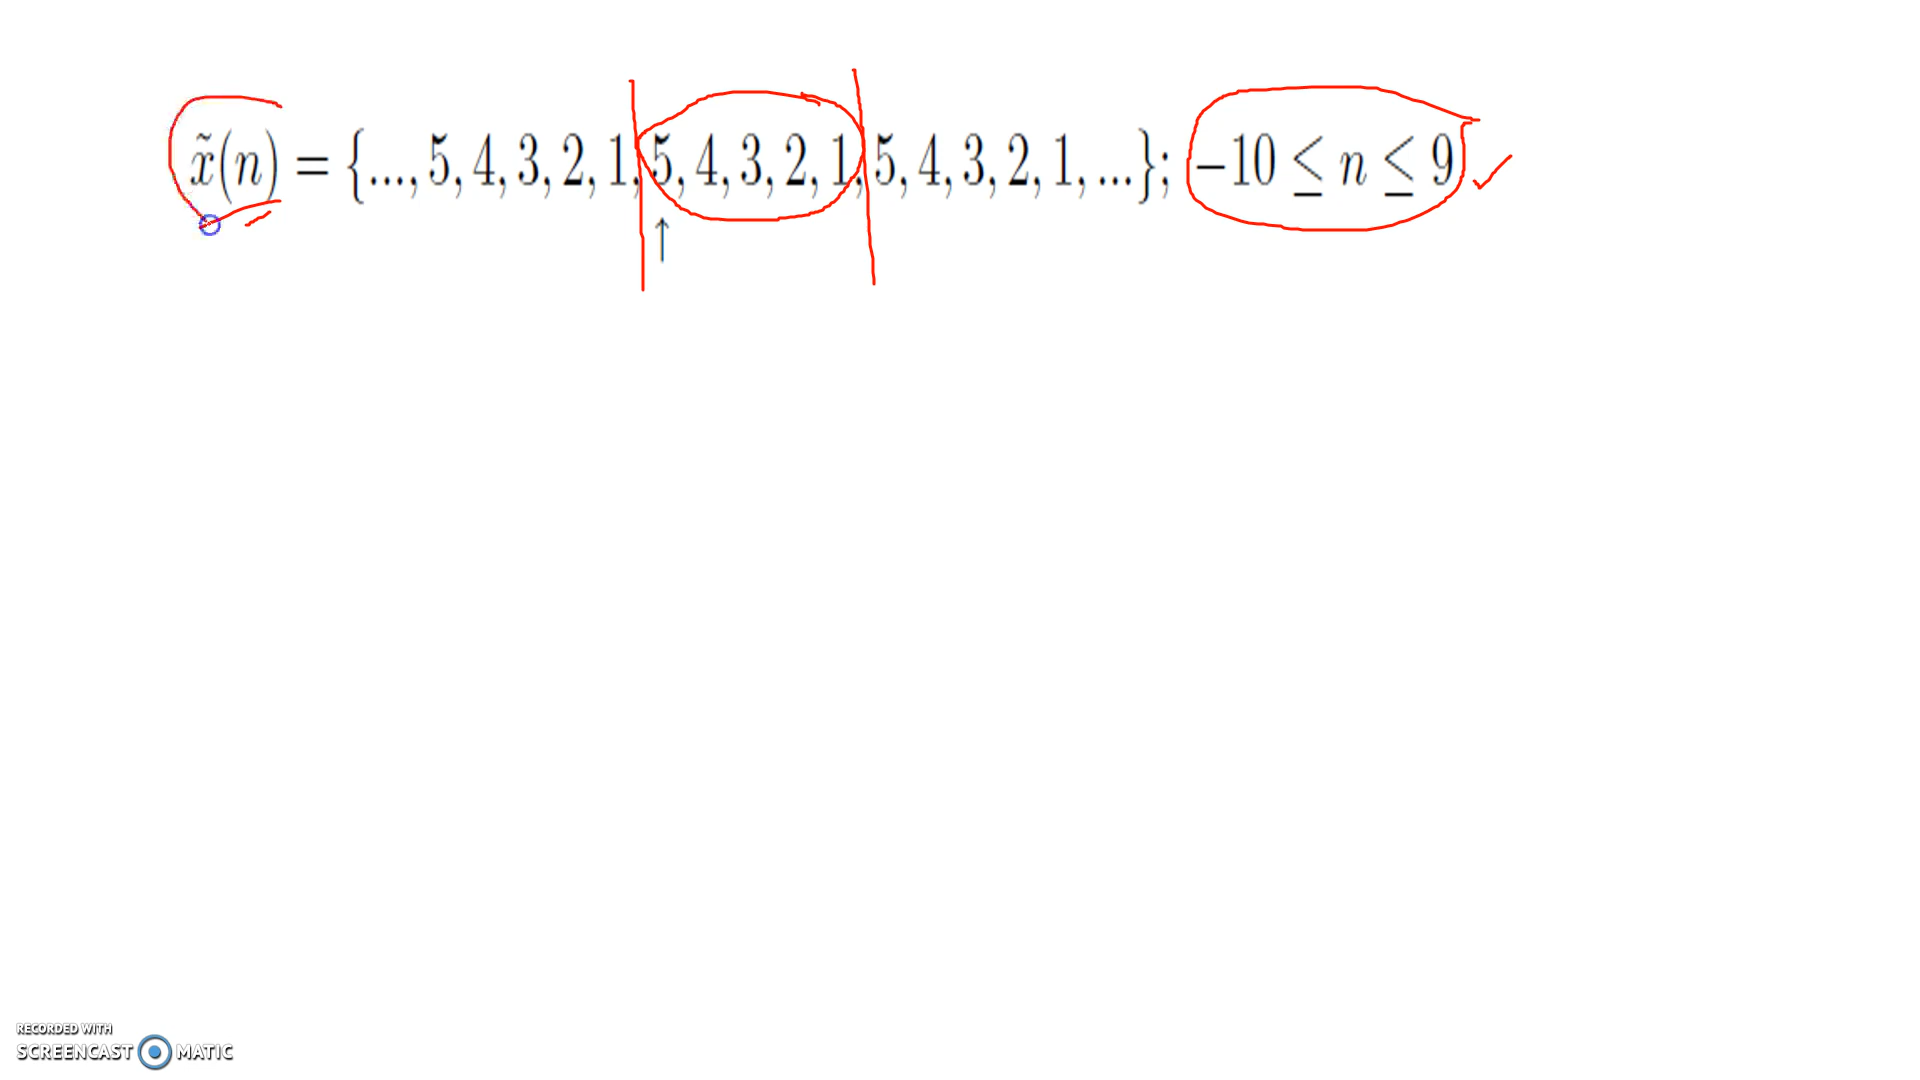 x̃(n) = {..., 5, 4, 3, 2, 1, 5, 4, 3, 2, 1, 5, 4, 3, 2, 1, ...}; −10 ≤ n ≤ 9
↑
RECORDED WITH
SCREENCAST MATIC